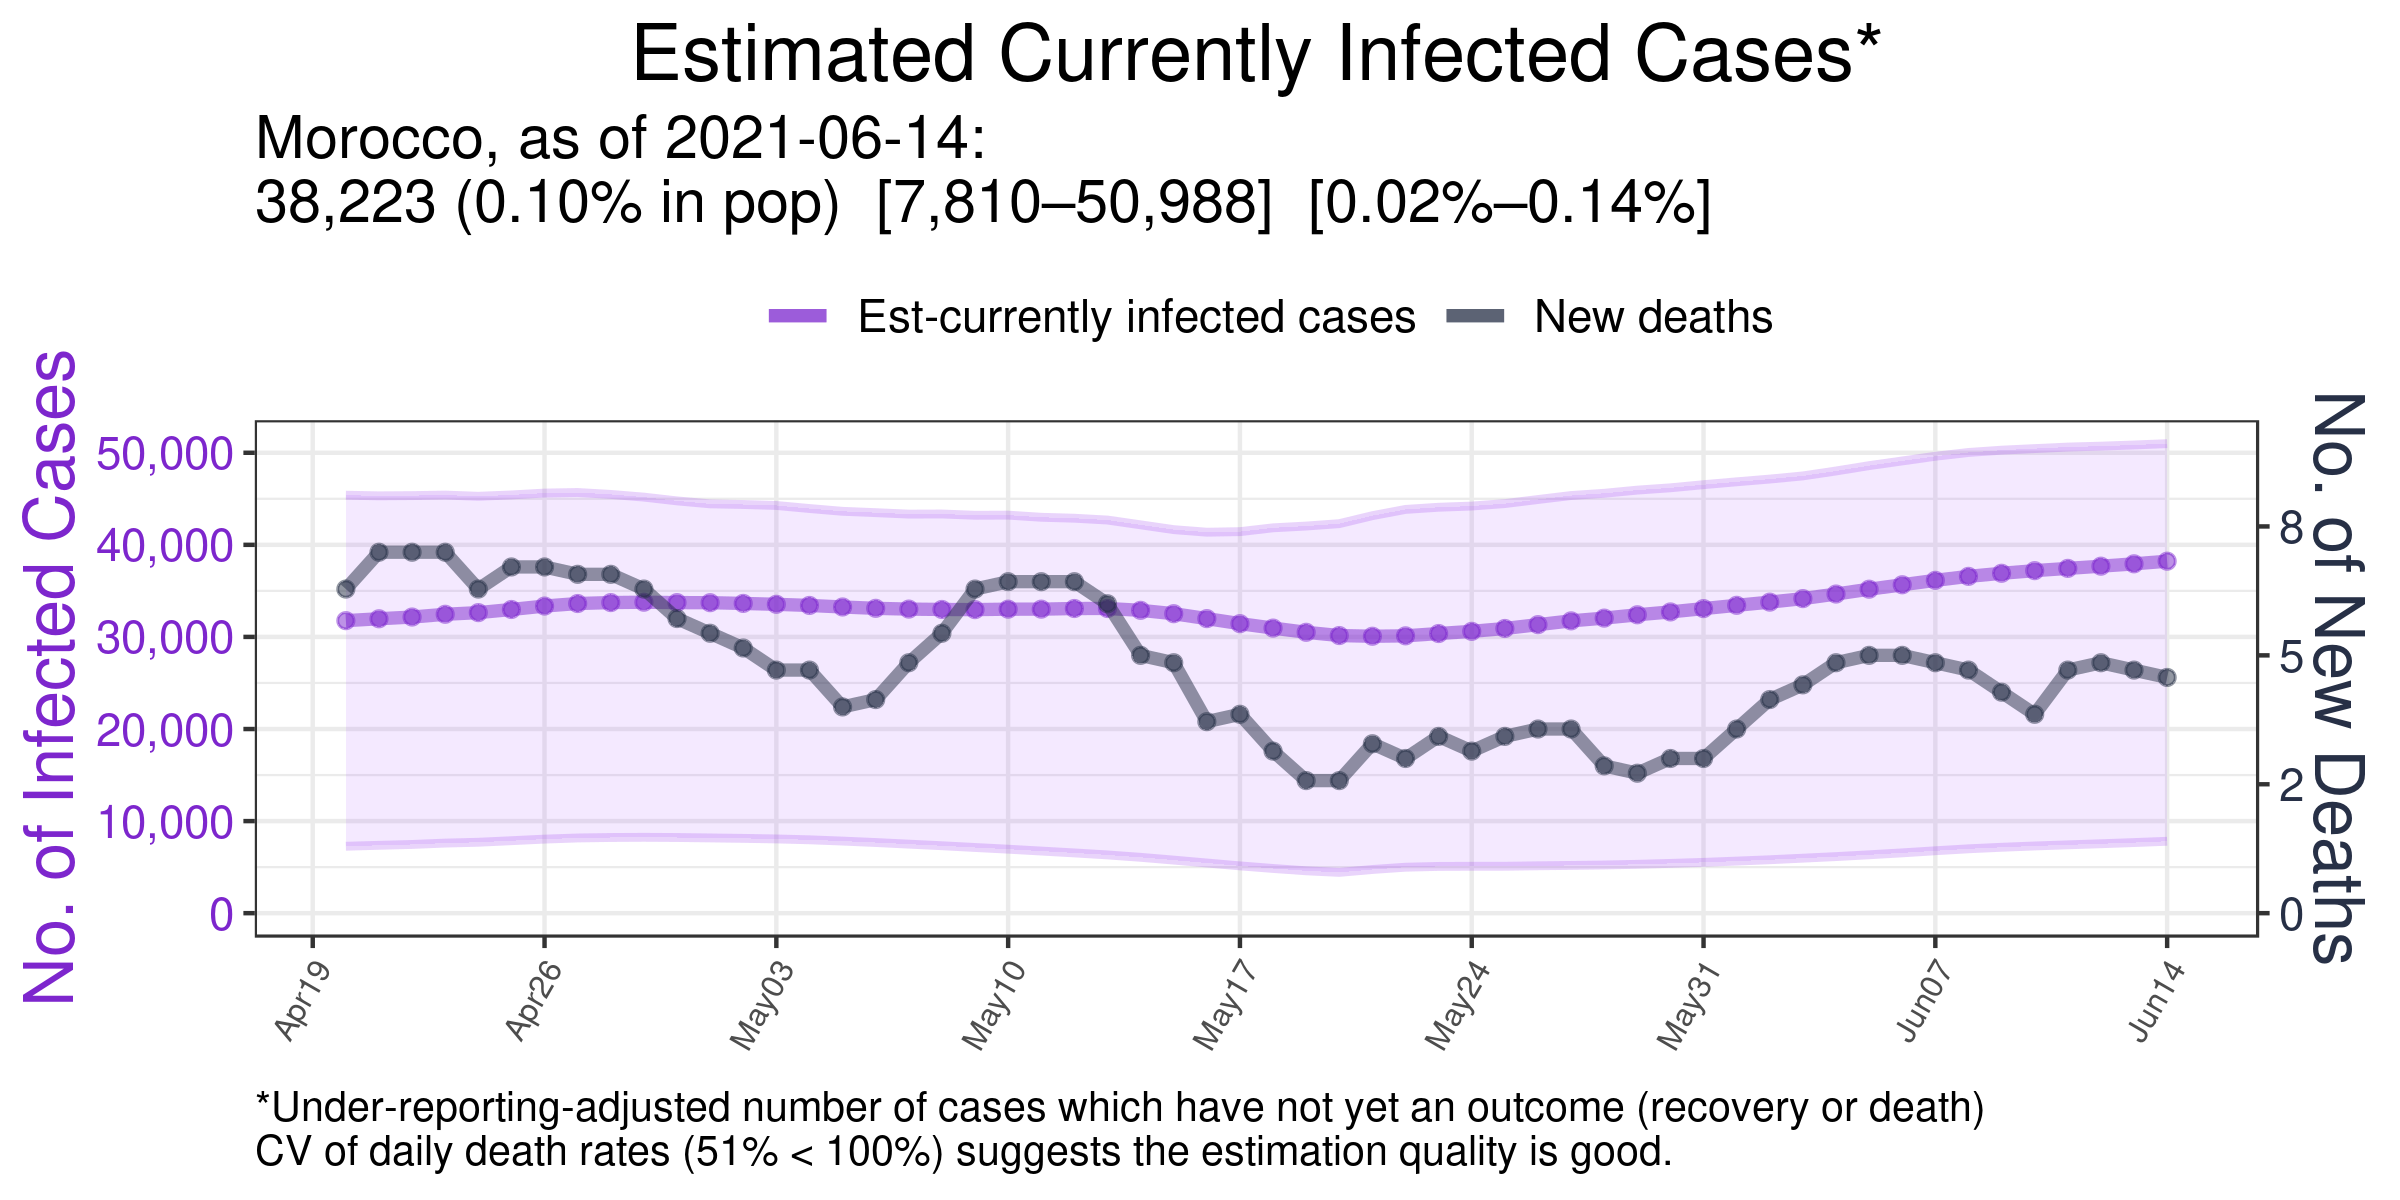 Estimated Currently Infected Cases*
Morocco, as of 2021-06-14:
38,223 (0.10% in pop)  [7,810–50,988]  [0.02%–0.14%]
Est-currently infected cases
New deaths
No. of Infected Cases
50,000
40,000
30,000
20,000
10,000
0
8
5
2
0
No. of New Deaths
Apr19
Apr26
May03
May10
May17
May24
May31
Jun07
Jun14
*Under-reporting-adjusted number of cases which have not yet an outcome (recovery or death)
CV of daily death rates (51% < 100%) suggests the estimation quality is good.